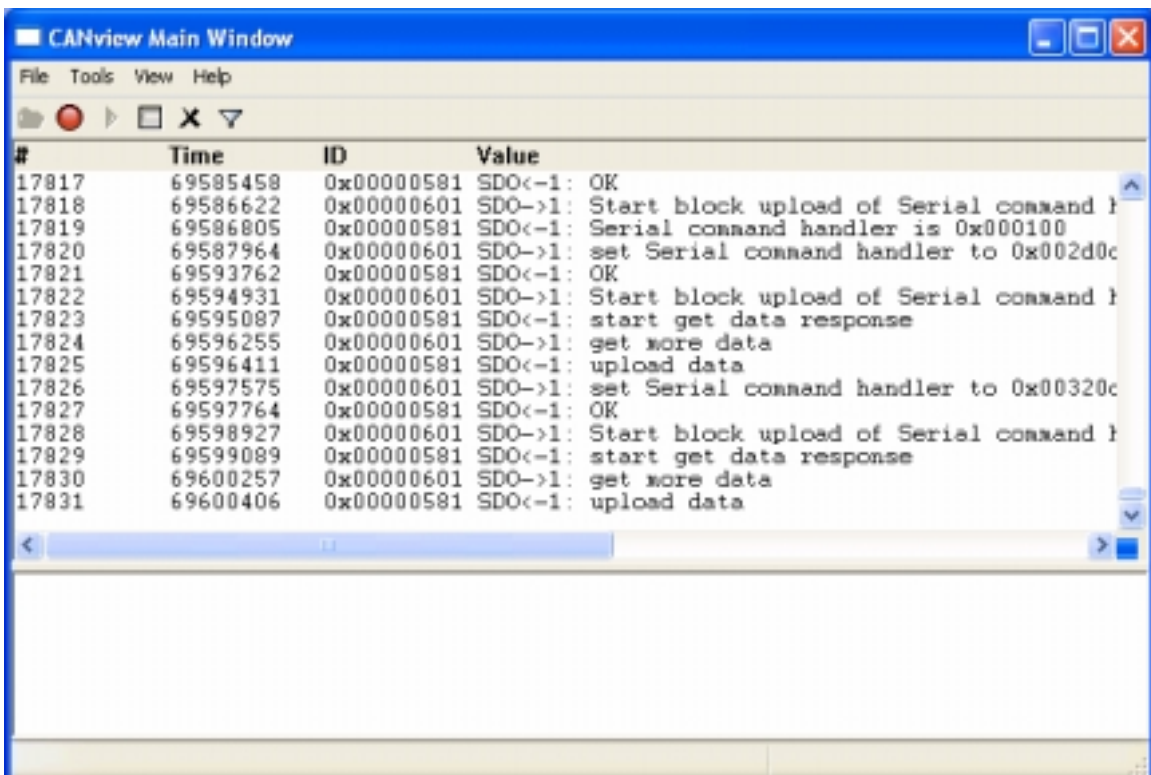 CANview Main Window
File Tools View Help
# Time ID Value
17817 69585458 0x00000581 SDO<-1: OK
17818 69586622 0x00000601 SDO->1: Start block upload of Serial command
17819 69586805 0x00000581 SDO<-1: Serial command handler is 0x000100
17820 69587964 0x00000601 SDO->1: set Serial command handler to 0x002d0c
17821 69593762 0x00000581 SDO<-1: OK
17822 69594931 0x00000601 SDO->1: Start block upload of Serial command
17823 69595087 0x00000581 SDO<-1: start get data response
17824 69596255 0x00000601 SDO->1: get more data
17825 69596411 0x00000581 SDO<-1: upload data
17826 69597575 0x00000601 SDO->1: set Serial command handler to 0x00320c
17827 69597764 0x00000581 SDO<-1: OK
17828 69598927 0x00000601 SDO->1: Start block upload of Serial command
17829 69599089 0x00000581 SDO<-1: start get data response
17830 69600257 0x00000601 SDO->1: get more data
17831 69600406 0x00000581 SDO<-1: upload data